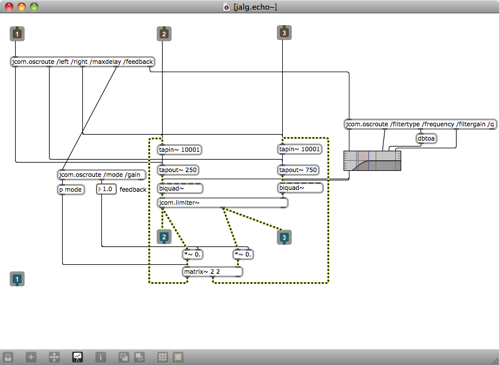 [jalg.echo~]
1
2
3
jcom.oscroute /left /right /maxdelay /feedback
jcom.oscroute /filtertype /frequency /filtergain /q
dbtoa
tapin~ 10001
tapin~ 10001
tapout~ 250
tapout~ 750
jcom.oscroute /mode /gain
p mode
1.0
feedback
biquad~
biquad~
jcom.limiter~
2
3
*~ 0.
*~ 0.
matrix~ 2 2
1